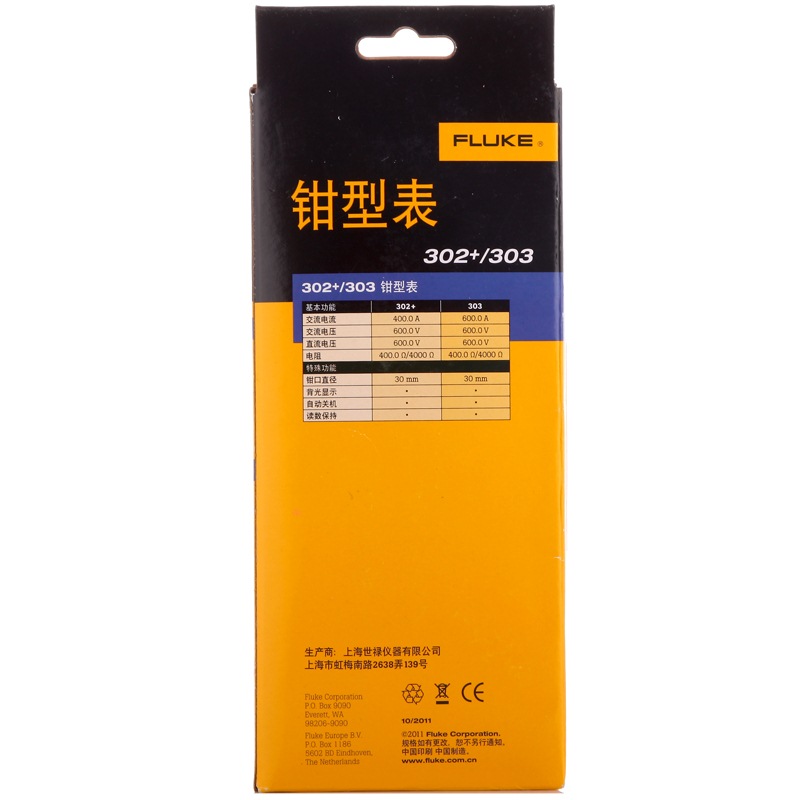 FLUKE®
钳型表
302+/303
302+/303 钳型表
基本功能 302+ 303
交流电流 400.0 A 600.0 A
交流电压 600.0 V 600.0 V
直流电压 600.0 V 600.0 V
电阻 400.0 Ω/4000 Ω 400.0 Ω/4000 Ω
特殊功能
钳口直径 30 mm 30 mm
背光显示 • •
自动关机 • •
读数保持 • •
生产商: 上海世禄仪器有限公司
上海市虹梅南路2638弄139号
Fluke Corporation
P.O. Box 9090
Everett, WA
98206-9090
Fluke Europe B.V.
P.O. Box 1186
5602 BD Eindhoven,
The Netherlands
CE
10/2011
©2011 Fluke Corporation.
规格如有更改, 恕不另行通知。
中国印刷 中国制造。
www.fluke.com.cn